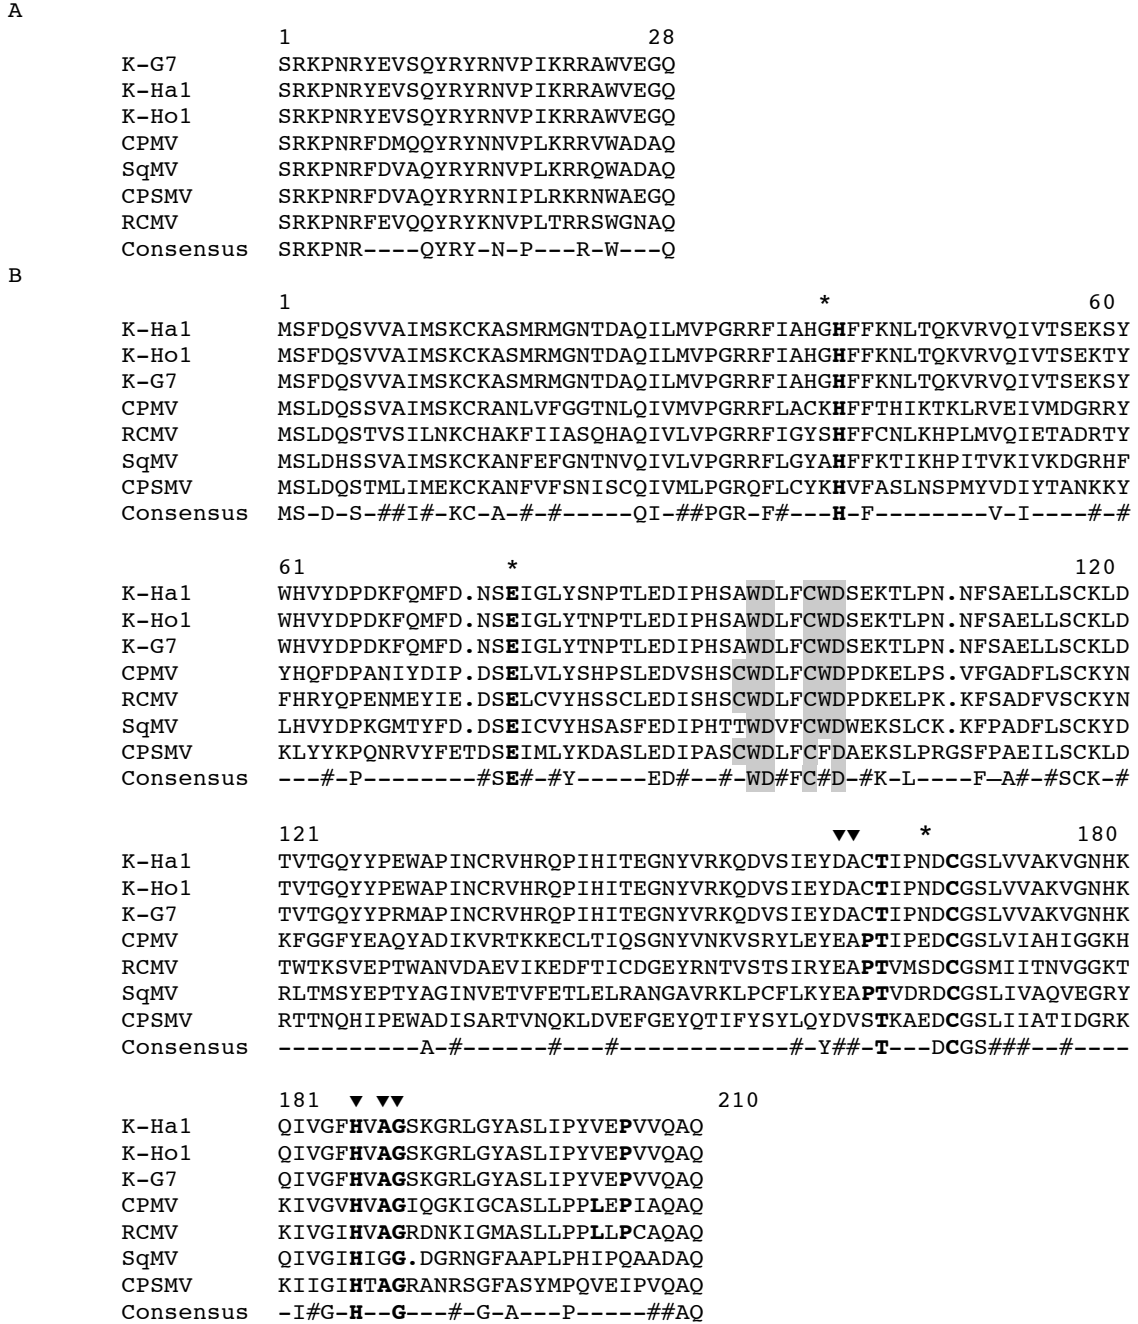 A
1 28
K-G7 SRKPNRYEVSQYRYRNVPIKRRAWVEGQ
K-Ha1 SRKPNRYEVSQYRYRNVPIKRRAWVEGQ
K-Ho1 SRKPNRYEVSQYRYRNVPIKRRAWVEGQ
CPMV SRKPNRFDMQQYRYNNVPLKRRVWADAQ
SqMV SRKPNRFDVAQYRYRNVPLKRRQWADAQ
CPSMV SRKPNRFDVAQYRYRNIPLRKRNWAEGQ
RCMV SRKPNRFEVQQYRYKNVPLTRRSWGNAQ
Consensus SRKPNR----QYRY-N-P---R-W---Q
B
1 * 60
K-Ha1 MSFDQSVVAIMSKCKASMRMGNTDAQILMVPGRRFIAHGHFFKNLTQKVRVQIVTSEKSY
K-Ho1 MSFDQSVVAIMSKCKASMRMGNTDAQILMVPGRRFIAHGHFFKNLTQKVRVQIVTSEKTY
K-G7 MSFDQSVVAIMSKCKASMRMGNTDAQILMVPGRRFIAHGHFFKNLTQKVRVQIVTSEKSY
CPMV MSLDQSSVAIMSKCRANLVFGGTNLQIVMVPGRRFLACKHFFTHIKTKLRVEIVMDGRRY
RCMV MSLDQSTVSILNKCHAKFIIASQHAQIVLVPGRRFIGYSHFFCNLKHPLMVQIETADRTY
SqMV MSLDHSSVAIMSKCKANFEFGNTNVQIVLVPGRRFLGYAHFFKTIKHPITVKIVKDGRHF
CPSMV MSLDQSTMLIMEKCKANFVFSNISCQIVMLPGRQFLCYKHVFASLNSPMYVDIYTANKKY
Consensus MS-D-S-##I#-KC-A-#-#-----QI-##PGR-F#---H-F--------V-I----#-#
61 * 120
K-Ha1 WHVYDPDKFQMFD.NSEIGLYSNPTLEDIPHSAWDLFCWDSEKTLPN.NFSAELLSCKLD
K-Ho1 WHVYDPDKFQMFD.NSEIGLYTNPTLEDIPHSAWDLFCWDSEKTLPN.NFSAELLSCKLD
K-G7 WHVYDPDKFQMFD.NSEIGLYTNPTLEDIPHSAWDLFCWDSEKTLPN.NFSAELLSCKLD
CPMV YHQFDPANIYDIP.DSELVLYSHPSLEDVSHSCWDLFCWDPDKELPS.VFGADFLSCKYN
RCMV FHRYQPENMEYIE.DSELCVYHSSCLEDISHSCWDLFCWDPDKELPK.KFSADFVSCKYN
SqMV LHVYDPKGMTYFD.DSEICVYHSASFEDIPHTTWDVFCWDWEKSLCK.KFPADFLSCKYD
CPSMV KLYYKPQNRVYFETDSEIMLYKDASLEDIPASCWDLFCFDAEKSLPRGSFPAEILSCKLD
Consensus ---#-P--------#SE#-#Y-----ED#--#-WD#FC#D-#K-L----F—A#-#SCK-#
121 ▼▼ * 180
K-Ha1 TVTGQYYPEWAPINCRVHRQPIHITEGNYVRKQDVSIEYDACTIPNDCGSLVVAKVGNHK
K-Ho1 TVTGQYYPEWAPINCRVHRQPIHITEGNYVRKQDVSIEYDACTIPNDCGSLVVAKVGNHK
K-G7 TVTGQYYPRMAPINCRVHRQPIHITEGNYVRKQDVSIEYDACTIPNDCGSLVVAKVGNHK
CPMV KFGGFYEAQYADIKVRTKKECLTIQSGNYVNKVSRYLEYEAPTIPEDCGSLVIAHIGGKH
RCMV TWTKSVEPTWANVDAEVIKEDFTICDGEYRNTVSTSIRYEAPTVMSDCGSMIITNVGGKT
SqMV RLTMSYEPTYAGINVETVFETLELRANGAVRKLPCFLKYEAPTVDRDCGSLIVAQVEGRY
CPSMV RTTNQHIPEWADISARTVNQKLDVEFGEYQTIFYSYLQYDVSTKAEDCGSLIIATIDGRK
Consensus ----------A-#------#---#------------#-Y##-T---DCGS###--#----
181 ▼ ▼▼ 210
K-Ha1 QIVGFHVAGSKGRLGYASLIPYVEPVVQAQ
K-Ho1 QIVGFHVAGSKGRLGYASLIPYVEPVVQAQ
K-G7 QIVGFHVAGSKGRLGYASLIPYVEPVVQAQ
CPMV KIVGVHVAGIQGKIGCASLLPPLEPIAQAQ
RCMV KIVGIHVAGRDNKIGMASLLPPLLPCAQAQ
SqMV QIVGIHIGG.DGRNGFAAPLPHIPQAADAQ
CPSMV KIIGIHTAGRANRSGFASYMPQVEIPVQAQ
Consensus -I#G-H--G---#-G-A---P-----##AQ